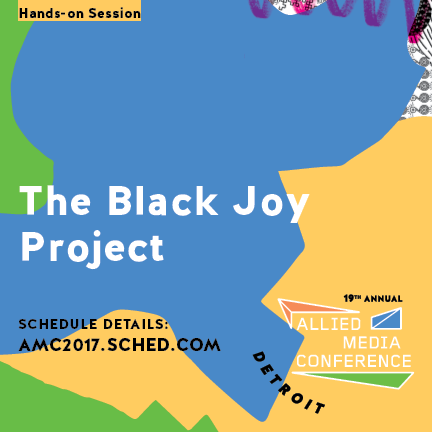 Hands-on Session
The Black Joy
Project
SCHEDULE DETAILS:
AMC2017.SCHED.COM
19TH ANNUAL
ALLIED
MEDIA
CONFERENCE
DETROIT